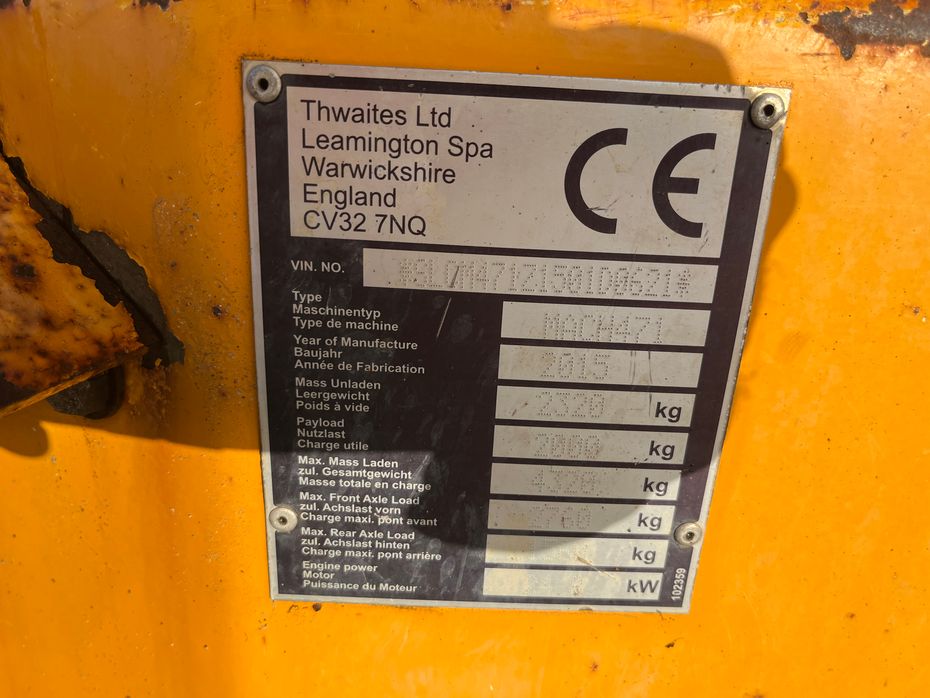 Thwaites Ltd
Leamington Spa
Warwickshire
England
CV32 7NQ
CE
VIN. NO.
Type
Maschinentyp
Type de machine
MACH471
Year of Manufacture
Baujahr
Année de Fabrication
2015
Mass Unladen
Leergewicht
Poids à vide
2320 kg
Payload
Nutzlast
Charge utile
2000 kg
Max. Mass Laden
zul. Gesamtgewicht
Masse totale en charge
4320 kg
Max. Front Axle Load
zul. Achslast vorn
Charge maxi. pont avant
2760 kg
Max. Rear Axle Load
zul. Achslast hinten
Charge maxi. pont arrière
kg
Engine power
Motor
Puissance du Moteur
kW
102359